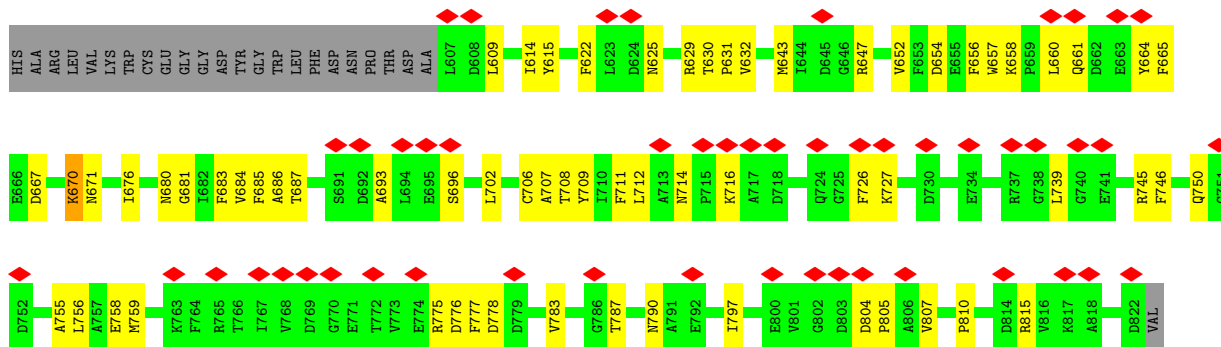 HIS ALA ARG LEU VAL LYS TRP CYS GLU GLY GLY ASP TYR GLY TRP LEU PHE ASP ASN PRO THR ASP ALA L607 D608 L609 I614 Y615 F622 L623 D624 N625 R629 T630 P631 V632 M643 I644 D645 G646 R647 V652 F653 D654 E655 F656 W657 K658 P659 L660 Q661 D662 E663 Y664 F665
E666 D667 K670 N671 I676 N680 G681 I682 F683 V684 F685 A686 T687 S691 D692 A693 L694 E695 S696 L702 C706 A707 T708 Y709 I710 F711 L712 A713 N714 P715 K716 A717 D718 Q724 G725 F726 K727 D730 E734 R737 G738 L739 G740 E741 R745 F746 Q750 G751
D752 A755 L756 A757 E758 M759 K763 F764 R765 T766 I767 V768 D769 G770 E771 T772 V773 E774 R775 D776 F777 D778 D779 V783 G786 T787 N790 A791 E792 I797 E800 V801 G802 D803 D804 P805 A806 V807 P810 D814 R815 V816 K817 A818 D822 VAL